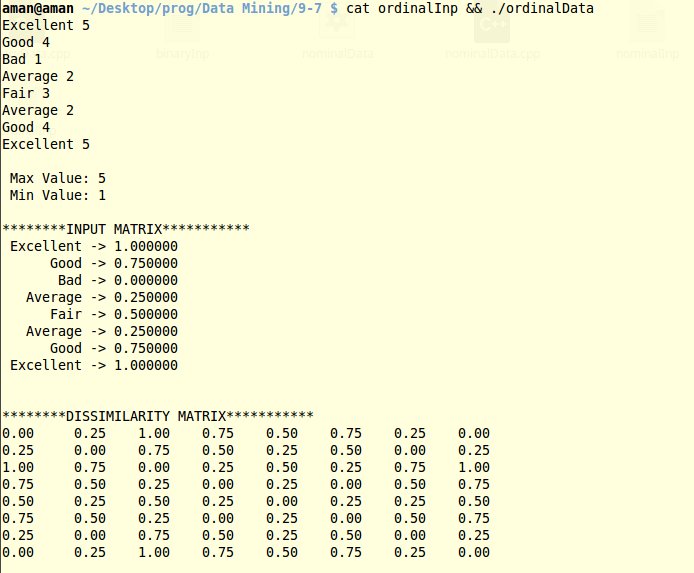 aman@aman ~/Desktop/prog/Data Mining/9-7 $ cat ordinalInp && ./ordinalData
Excellent 5
Good 4
Bad 1
Average 2
Fair 3
Average 2
Good 4
Excellent 5
Max Value: 5
Min Value: 1
********INPUT MATRIX***********
Excellent -> 1.000000
Good -> 0.750000
Bad -> 0.000000
Average -> 0.250000
Fair -> 0.500000
Average -> 0.250000
Good -> 0.750000
Excellent -> 1.000000
********DISSIMILARITY MATRIX***********
0.00 0.25 1.00 0.75 0.50 0.75 0.25 0.00
0.25 0.00 0.75 0.50 0.25 0.50 0.00 0.25
1.00 0.75 0.00 0.25 0.50 0.25 0.75 1.00
0.75 0.50 0.25 0.00 0.25 0.00 0.50 0.75
0.50 0.25 0.50 0.25 0.00 0.25 0.25 0.50
0.75 0.50 0.25 0.00 0.25 0.00 0.50 0.75
0.25 0.00 0.75 0.50 0.25 0.50 0.00 0.25
0.00 0.25 1.00 0.75 0.50 0.75 0.25 0.00